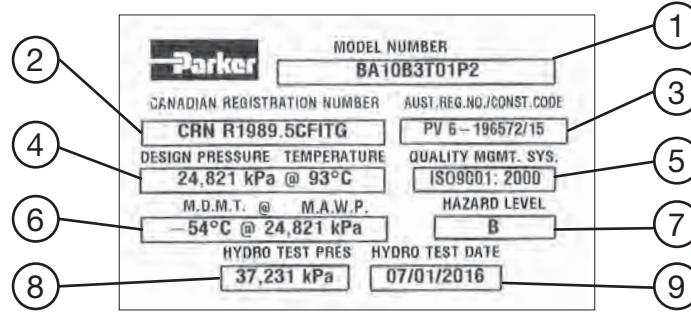 Parker
MODEL NUMBER
BA10B3T01P2
CANADIAN REGISTRATION NUMBER
AUST.REG.NO./CONST.CODE
CRN R1989.5CFITG
PV 6-196572/15
DESIGN PRESSURE TEMPERATURE
QUALITY MGMT. SYS.
24,821 kPa @ 93°C
ISO9001: 2000
M.D.M.T. @ M.A.W.P.
HAZARD LEVEL
-54°C @ 24,821 kPa
B
HYDRO TEST PRES
HYDRO TEST DATE
37,231 kPa
07/01/2016
1
2
3
4
5
6
7
8
9